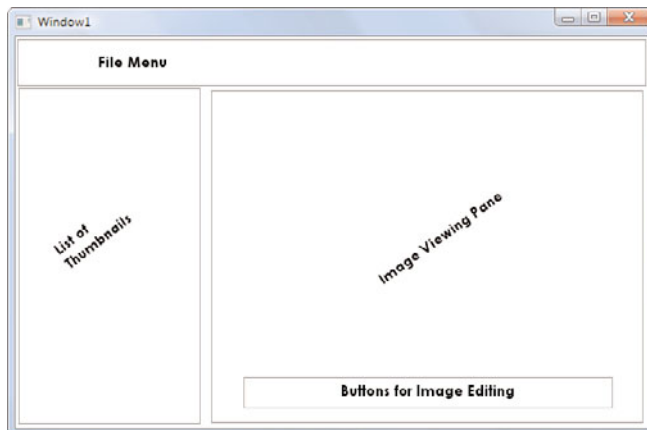 Window1
File Menu
List of
Thumbnails
Image Viewing Pane
Buttons for Image Editing